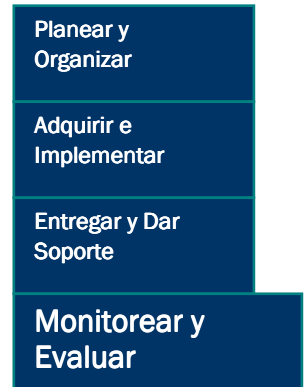 Planear y
Organizar
Adquirir e
Implementar
Entregar y Dar
Soporte
Monitorear y
Evaluar